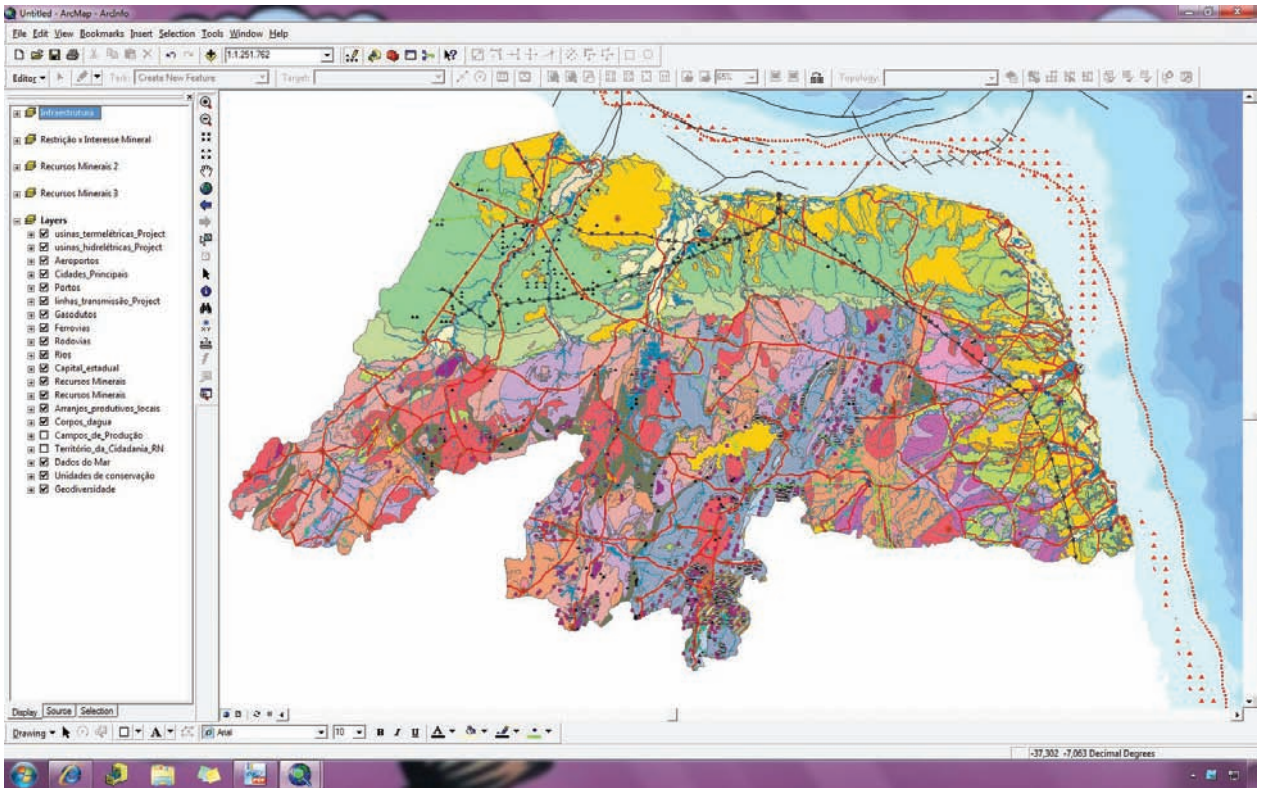 Untitled - ArcMap - ArcInfo
File Edit View Bookmarks Insert Selection Tools Window Help
1:1.251.762
Editor Task: Create New Feature Target: 65% Topology:
Infraestrutura
Restrição x Interesse Mineral
Recursos Minerais 2
Recursos Minerais 3
Layers
usinas_termelétricas_Project
usinas_hidrelétricas_Project
Aeroportos
Cidades_Principais
Portos
linhas_transmissão_Project
Gasodutos
Ferrovias
Rodovias
Rios
Capital_estadual
Recursos Minerais
Recursos Minerais
Arranjos_produtivos_locais
Corpos_dagua
Campos_de_Produção
Território_da_Cidadania_RN
Dados do Mar
Unidades de conservação
Geodiversidade
Display Source Selection
Drawing A Arial 10 B I U A
-37,302 -7,063 Decimal Degrees